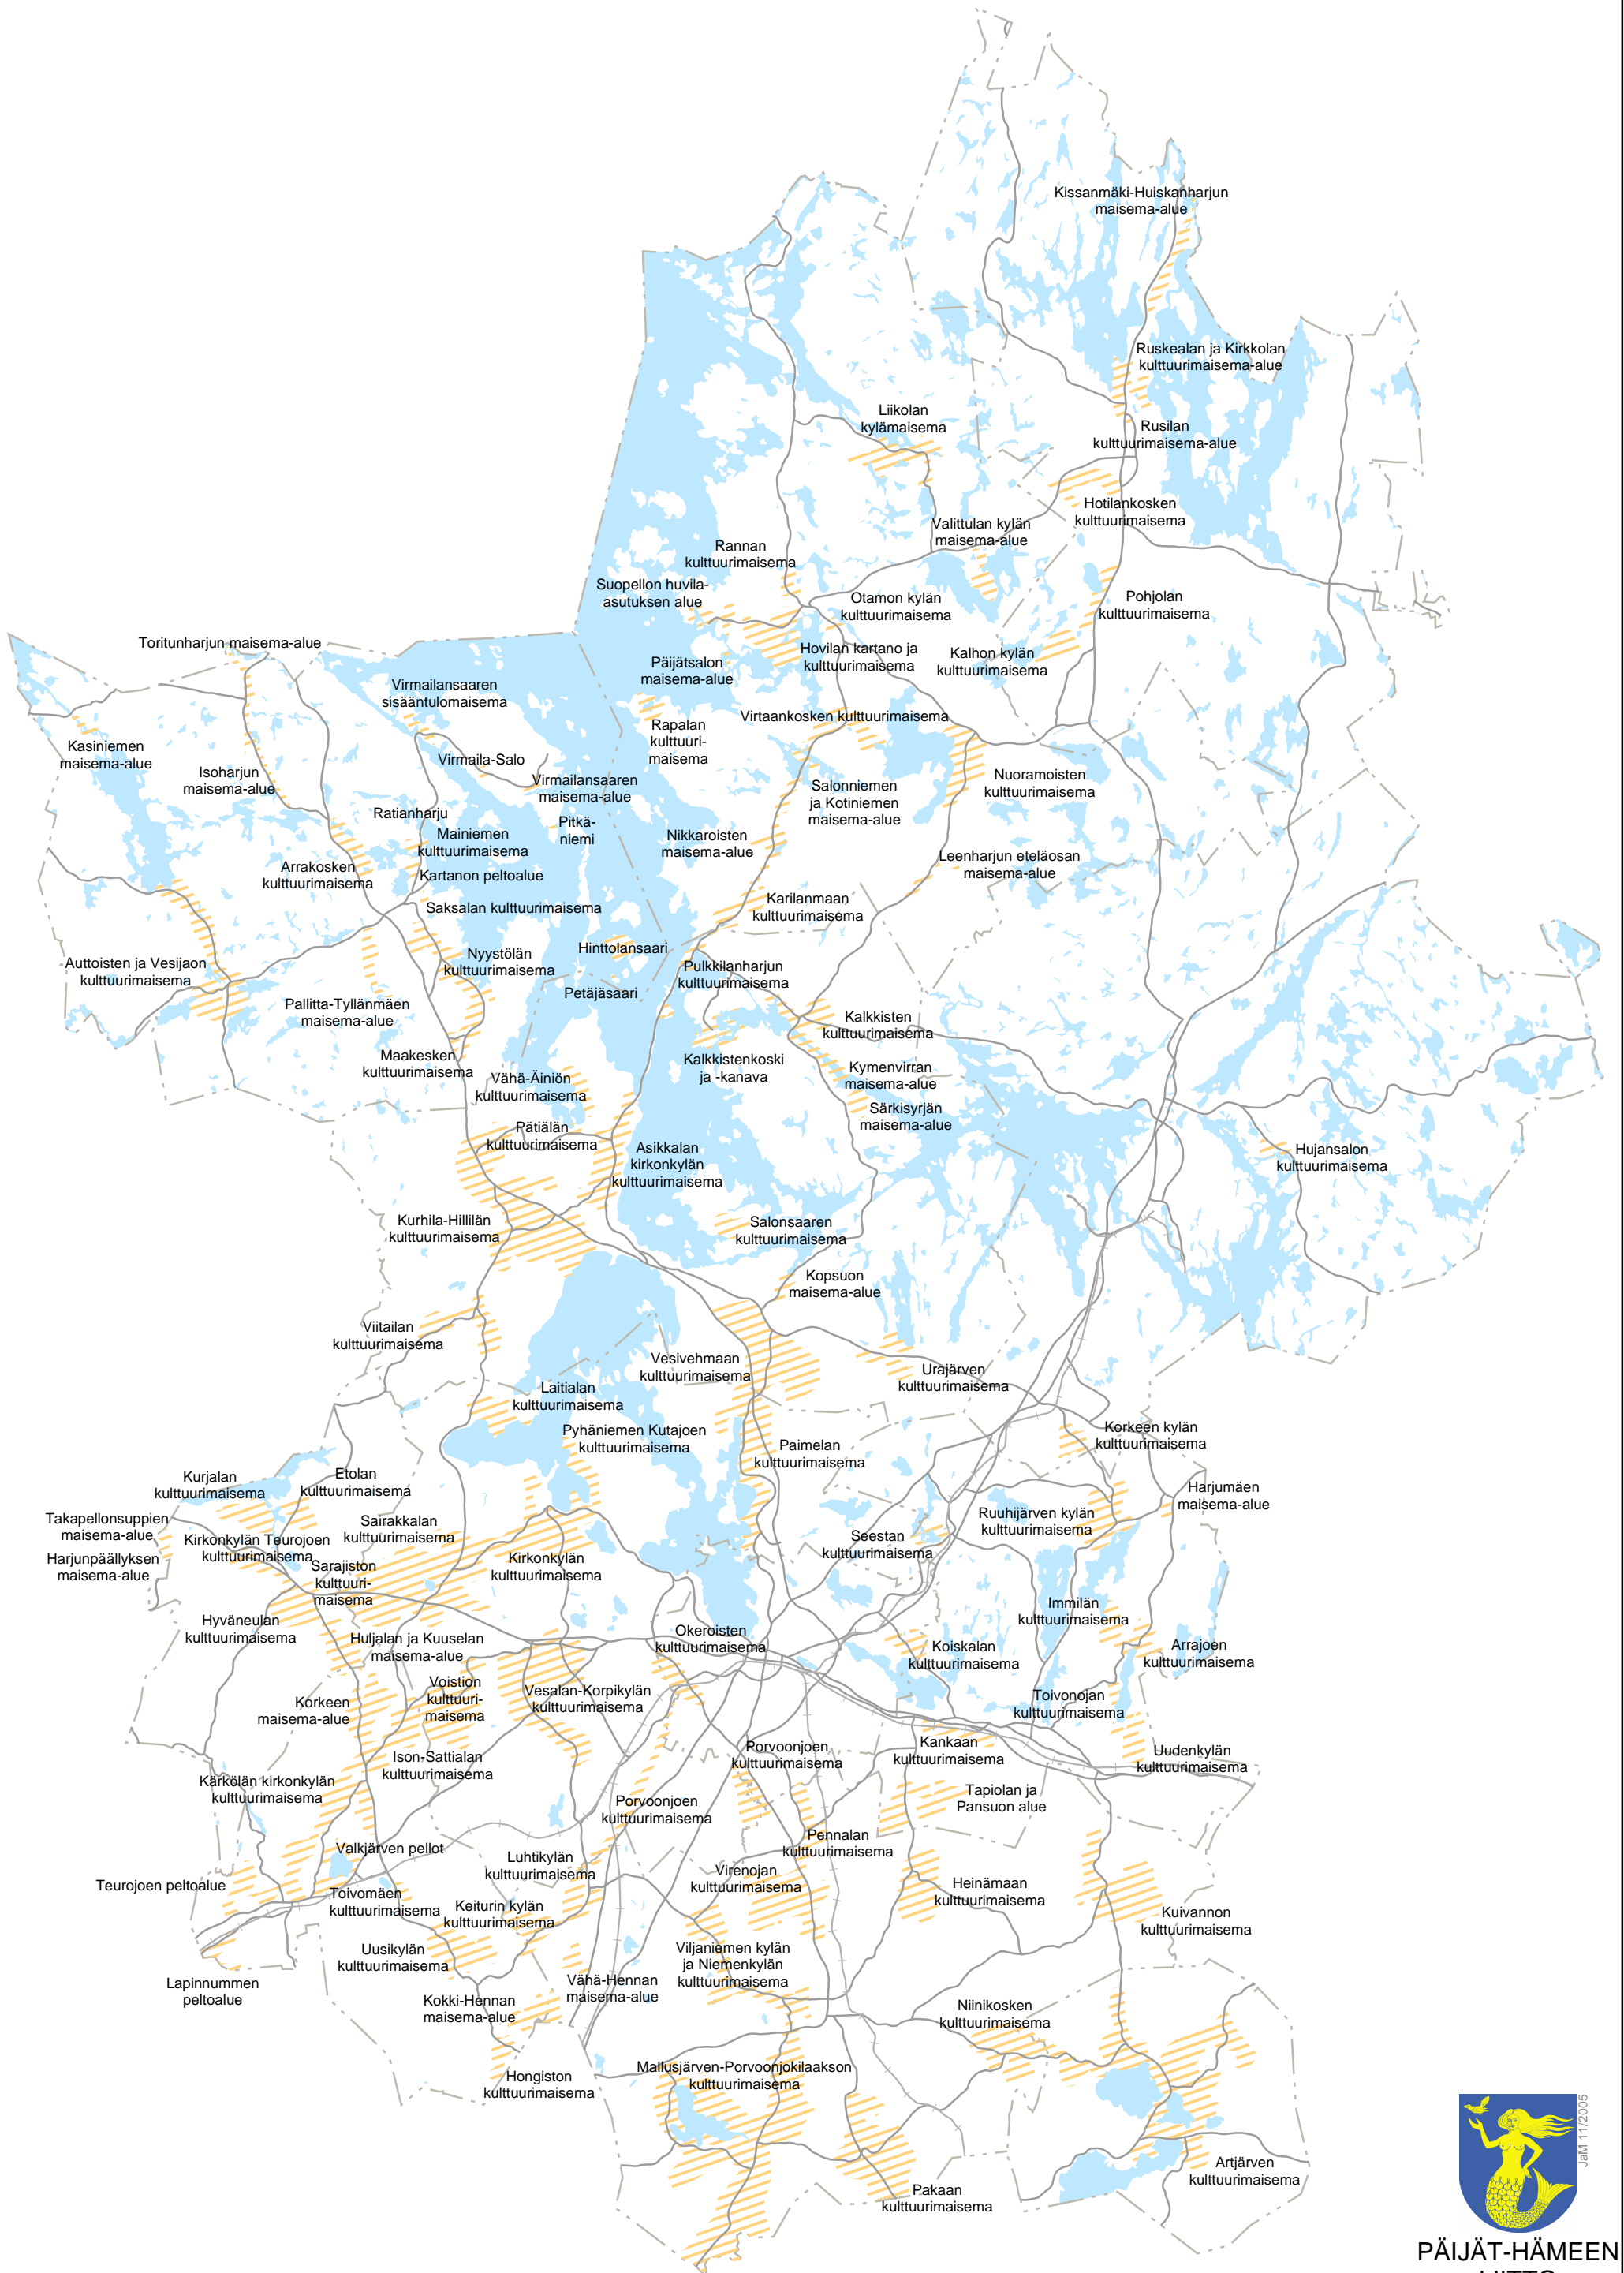 Kissanmäki-Huiskanharjun
maisema-alue
Ruskealan ja Kirkkolan
kulttuurimaisema-alue
Liikolan
kylämaisema
Rusilan
kulttuurimaisema-alue
Hotilankosken
kulttuurimaisema
Valittulan kylän
maisema-alue
Rannan
kulttuurimaisema
Suopellon huvila-
asutuksen alue
Otamon kylän
kulttuurimaisema
Pohjolan
kulttuurimaisema
Toritunharjun maisema-alue
Hovilan kartano ja
kulttuurimaisema
Kalhon kylän
kulttuurimaisema
Päijätsalon
maisema-alue
Virmailansaaren
sisääntulomaisema
Virtaankosken kulttuurimaisema
Rapalan
kulttuuri-
maisema
Kasiniemen
maisema-alue
Isoharjun
maisema-alue
Virmaila-Salo
Virmailansaaren
maisema-alue
Nuoramoisten
kulttuurimaisema
Salonniemen
ja Kotiniemen
maisema-alue
Ratianharju
Pitkä-
niemi
Mainiemen
kulttuurimaisema
Nikkaroisten
maisema-alue
Leenharjun eteläosan
maisema-alue
Arrakosken
kulttuurimaisema
Kartanon peltoalue
Karilanmaan
kulttuurimaisema
Saksalan kulttuurimaisema
Hinttolansaari
Nyystölän
kulttuurimaisema
Auttoisten ja Vesijaon
kulttuurimaisema
Pulkkilanharjun
kulttuurimaisema
Petäjäsaari
Pallitta-Tyllänmäen
maisema-alue
Kalkkisten
kulttuurimaisema
Maakesken
kulttuurimaisema
Kalkkistenkoski
ja -kanava
Kymenvirran
maisema-alue
Vähä-Äiniön
kulttuurimaisema
Särkisyrjän
maisema-alue
Pätiälän
kulttuurimaisema
Asikkalan
kirkonkylän
kulttuurimaisema
Hujansalon
kulttuurimaisema
Kurhila-Hillilän
kulttuurimaisema
Salonsaaren
kulttuurimaisema
Kopsuon
maisema-alue
Viitailan
kulttuurimaisema
Vesivehmaan
kulttuurimaisema
Urajärven
kulttuurimaisema
Laitialan
kulttuurimaisema
Pyhäniemen Kutajoen
kulttuurimaisema
Korkeen kylän
kulttuurimaisema
Paimelan
kulttuurimaisema
Kurjalan
kulttuurimaisema
Etolan
kulttuurimaisema
Harjumäen
maisema-alue
Takapellonsuppien
maisema-alue
Sairakkalan
kulttuurimaisema
Ruuhijärven kylän
kulttuurimaisema
Kirkonkylän Teurojoen
kulttuurimaisema
Seestan
kulttuurimaisema
Harjunpäällyksen
maisema-alue
Sarajiston
kulttuuri-
maisema
Kirkonkylän
kulttuurimaisema
Hyväneulan
kulttuurimaisema
Immilän
kulttuurimaisema
Huljalan ja Kuuselan
maisema-alue
Okeroisten
kulttuurimaisema
Koiskalan
kulttuurimaisema
Arrajoen
kulttuurimaisema
Voistion
kulttuuri-
maisema
Vesalan-Korpikylän
kulttuurimaisema
Korkeen
maisema-alue
Toivonojan
kulttuurimaisema
Ison-Sattialan
kulttuurimaisema
Porvoonjoen
kulttuurimaisema
Kankaan
kulttuurimaisema
Uudenkylän
kulttuurimaisema
Kärkölän kirkonkylän
kulttuurimaisema
Tapiolan ja
Pansuon alue
Porvoonjoen
kulttuurimaisema
Pennalan
kulttuurimaisema
Valkjärven pellot
Luhtikylän
kulttuurimaisema
Virenojan
kulttuurimaisema
Teurojoen peltoalue
Toivomäen
kulttuurimaisema
Heinämaan
kulttuurimaisema
Keiturin kylän
kulttuurimaisema
Kuivannon
kulttuurimaisema
Uusikylän
kulttuurimaisema
Viljaniemen kylän
ja Niemenkylän
kulttuurimaisema
Lapinnummen
peltoalue
Vähä-Hennan
maisema-alue
Kokki-Hennan
maisema-alue
Niinikosken
kulttuurimaisema
Hongiston
kulttuurimaisema
Mallusjärven-Porvoonjokilaakson
kulttuurimaisema
Artjärven
kulttuurimaisema
Pakaan
kulttuurimaisema
JaM 11/2005
PÄIJÄT-HÄMEEN